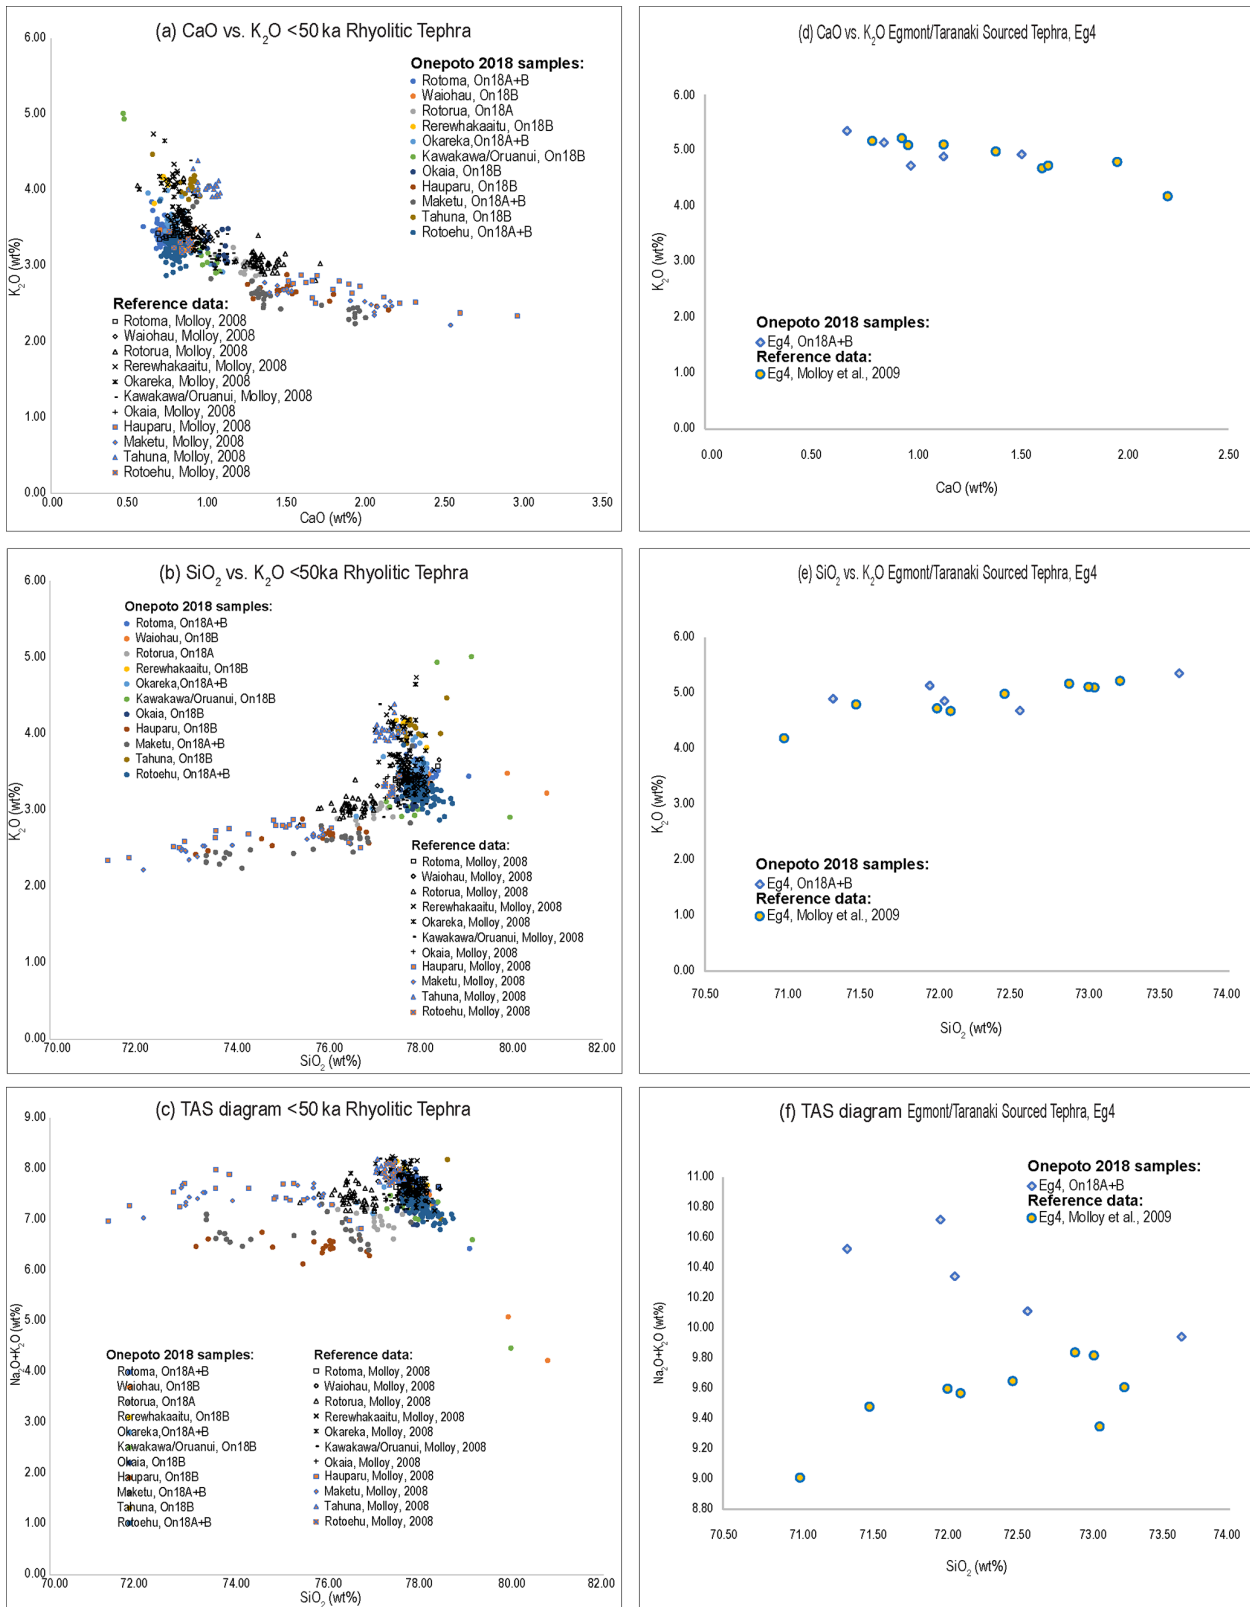 (a) CaO vs. K₂O <50 ka Rhyolitic Tephra
6.00
5.00
4.00
3.00
2.00
1.00
0.00
K₂O (wt%)
Onepoto 2018 samples:
Rotoma, On18A+B
Waiohau, On18B
Rotorua, On18A
Rerewhakaaitu, On18B
Okareka,On18A+B
Kawakawa/Oruanui, On18B
Okaia, On18B
Hauparu, On18B
Maketu, On18A+B
Tahuna, On18B
Rotoehu, On18A+B
Reference data:
Rotoma, Molloy, 2008
Waiohau, Molloy, 2008
Rotorua, Molloy, 2008
Rerewhakaaitu, Molloy, 2008
Okareka, Molloy, 2008
Kawakawa/Oruanui, Molloy, 2008
Okaia, Molloy, 2008
Hauparu, Molloy, 2008
Maketu, Molloy, 2008
Tahuna, Molloy, 2008
Rotoehu, Molloy, 2008
0.00 0.50 1.00 1.50 2.00 2.50 3.00 3.50
CaO (wt%)
(d) CaO vs. K₂O Egmont/Taranaki Sourced Tephra, Eg4
6.00
5.00
4.00
3.00
2.00
1.00
0.00
K₂O (wt%)
Onepoto 2018 samples:
Eg4, On18A+B
Reference data:
Eg4, Molloy et al., 2009
0.00 0.50 1.00 1.50 2.00 2.50
CaO (wt%)
(b) SiO₂ vs. K₂O <50ka Rhyolitic Tephra
6.00
5.00
4.00
3.00
2.00
1.00
0.00
K₂O (wt%)
Onepoto 2018 samples:
Rotoma, On18A+B
Waiohau, On18B
Rotorua, On18A
Rerewhakaaitu, On18B
Okareka,On18A+B
Kawakawa/Oruanui, On18B
Okaia, On18B
Hauparu, On18B
Maketu, On18A+B
Tahuna, On18B
Rotoehu, On18A+B
Reference data:
Rotoma, Molloy, 2008
Waiohau, Molloy, 2008
Rotorua, Molloy, 2008
Rerewhakaaitu, Molloy, 2008
Okareka, Molloy, 2008
Kawakawa/Oruanui, Molloy, 2008
Okaia, Molloy, 2008
Hauparu, Molloy, 2008
Maketu, Molloy, 2008
Tahuna, Molloy, 2008
Rotoehu, Molloy, 2008
70.00 72.00 74.00 76.00 78.00 80.00 82.00
SiO₂ (wt%)
(e) SiO₂ vs. K₂O Egmont/Taranaki Sourced Tephra, Eg4
6.00
5.00
4.00
3.00
2.00
1.00
0.00
K₂O (wt%)
Onepoto 2018 samples:
Eg4, On18A+B
Reference data:
Eg4, Molloy et al., 2009
70.50 71.00 71.50 72.00 72.50 73.00 73.50 74.00
SiO₂ (wt%)
(c) TAS diagram <50 ka Rhyolitic Tephra
9.00
8.00
7.00
6.00
5.00
4.00
3.00
2.00
1.00
0.00
Na₂O+K₂O (wt%)
Onepoto 2018 samples:
Rotoma, On18A+B
Waiohau, On18B
Rotorua, On18A
Rerewhakaaitu, On18B
Okareka,On18A+B
Kawakawa/Oruanui, On18B
Okaia, On18B
Hauparu, On18B
Maketu, On18A+B
Tahuna, On18B
Rotoehu, On18A+B
Reference data:
Rotoma, Molloy, 2008
Waiohau, Molloy, 2008
Rotorua, Molloy, 2008
Rerewhakaaitu, Molloy, 2008
Okareka, Molloy, 2008
Kawakawa/Oruanui, Molloy, 2008
Okaia, Molloy, 2008
Hauparu, Molloy, 2008
Maketu, Molloy, 2008
Tahuna, Molloy, 2008
Rotoehu, Molloy, 2008
70.00 72.00 74.00 76.00 78.00 80.00 82.00
SiO₂ (wt%)
(f) TAS diagram Egmont/Taranaki Sourced Tephra, Eg4
11.00
10.80
10.60
10.40
10.20
10.00
9.80
9.60
9.40
9.20
9.00
8.80
Na₂O+K₂O (wt%)
Onepoto 2018 samples:
Eg4, On18A+B
Reference data:
Eg4, Molloy et al., 2009
70.50 71.00 71.50 72.00 72.50 73.00 73.50 74.00
SiO₂ (wt%)